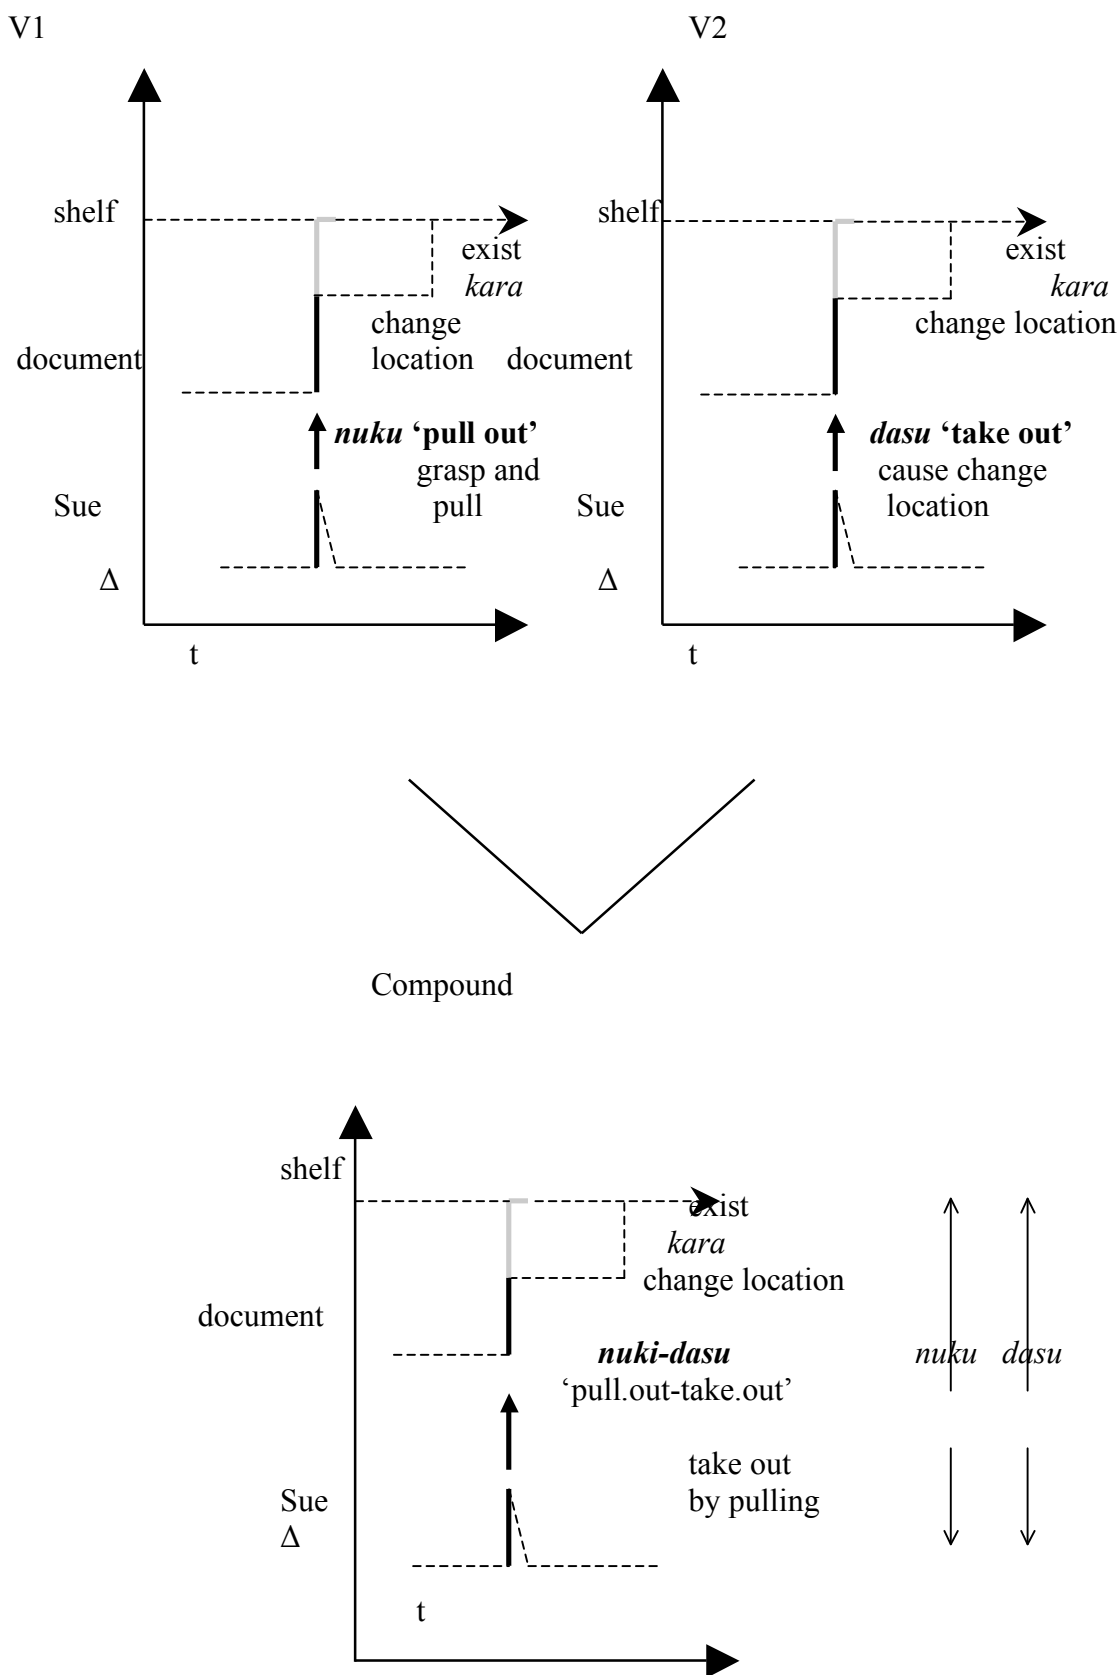 V1
V2
shelf
shelf
exist
kara
exist
kara
change
location
change location
document
document
nuku ‘pull out’
grasp and
pull
dasu ‘take out’
cause change
location
Sue
Sue
Δ
Δ
t
t
Compound
shelf
exist
kara
change location
document
nuki-dasu
‘pull.out-take.out’
nuku
dasu
take out
by pulling
Sue
Δ
t